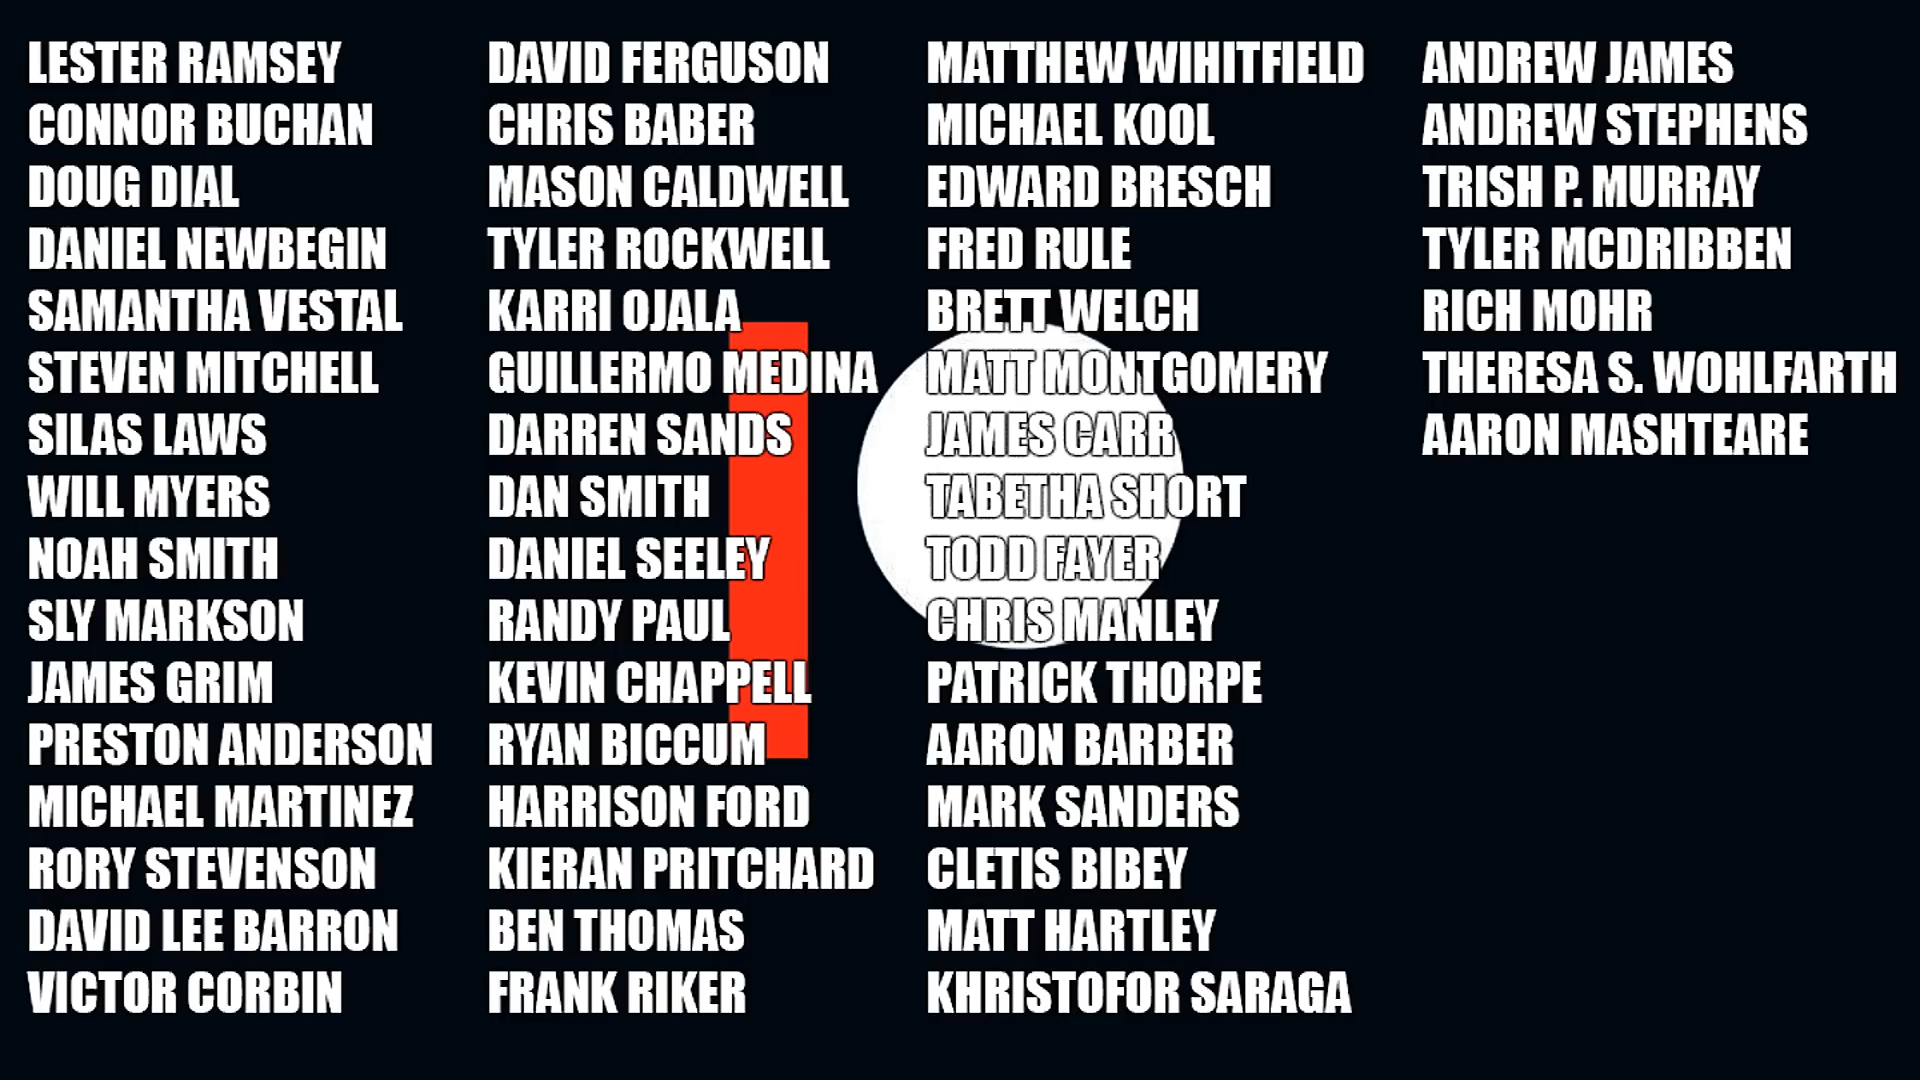 LESTER RAMSEY
CONNOR BUCHAN
DOUG DIAL
DANIEL NEWBEGIN
SAMANTHA VESTAL
STEVEN MITCHELL
SILAS LAWS
WILL MYERS
NOAH SMITH
SLY MARKSON
JAMES GRIM
PRESTON ANDERSON
MICHAEL MARTINEZ
RORY STEVENSON
DAVID LEE BARRON
VICTOR CORBIN
DAVID FERGUSON
CHRIS BABER
MASON CALDWELL
TYLER ROCKWELL
KARRI OJALA
GUILLERMO MEDINA
DARREN SANDS
DAN SMITH
DANIEL SEELEY
RANDY PAUL
KEVIN CHAPPELL
RYAN BICCUM
HARRISON FORD
KIERAN PRITCHARD
BEN THOMAS
FRANK RIKER
MATTHEW WIHITFIELD
MICHAEL KOOL
EDWARD BRESCH
FRED RULE
BRETT WELCH
MATT MONTGOMERY
JAMES CARR
TABETHA SHORT
TODD FAYER
CHRIS MANLEY
PATRICK THORPE
AARON BARBER
MARK SANDERS
CLETIS BIBEY
MATT HARTLEY
KHRISTOFOR SARAGA
ANDREW JAMES
ANDREW STEPHENS
TRISH P. MURRAY
TYLER MCDRIBBEN
RICH MOHR
THERESA S. WOHLFARTH
AARON MASHTEARE